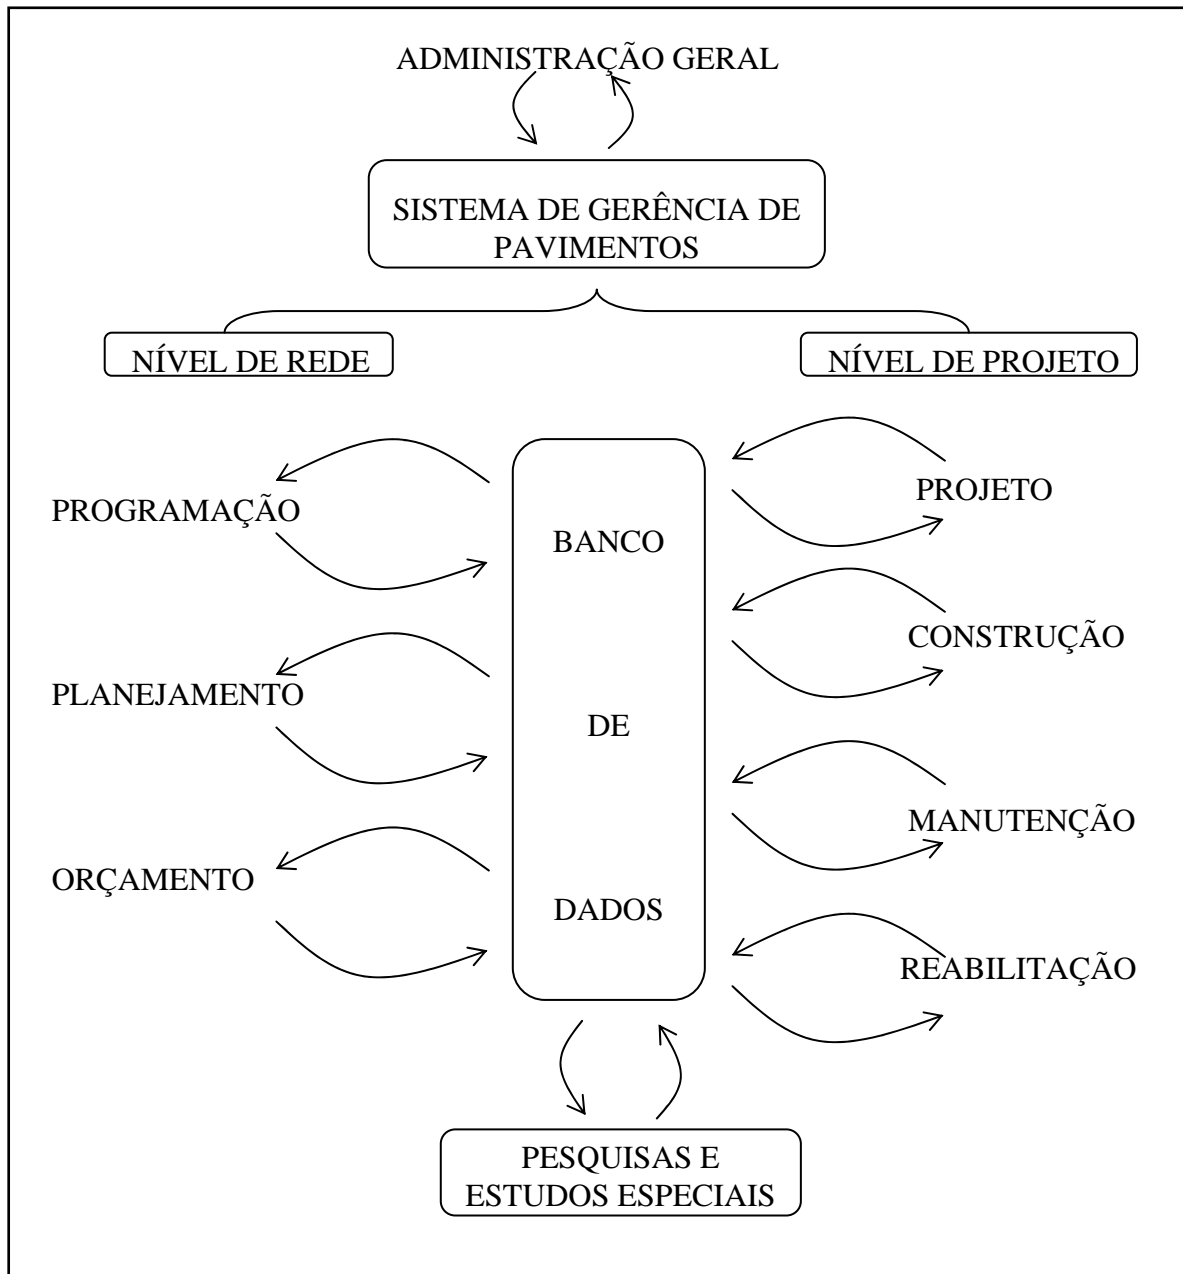 ADMINISTRAÇÃO GERAL
SISTEMA DE GERÊNCIA DE
PAVIMENTOS
NÍVEL DE REDE
NÍVEL DE PROJETO
PROGRAMAÇÃO
PLANEJAMENTO
ORÇAMENTO
BANCO
DE
DADOS
PROJETO
CONSTRUÇÃO
MANUTENÇÃO
REABILITAÇÃO
PESQUISAS E
ESTUDOS ESPECIAIS